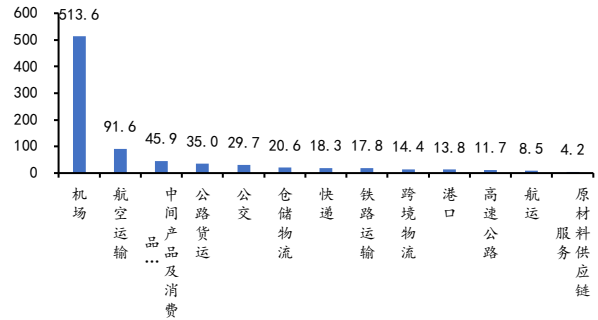 600
500
400
300
200
100
0
513.6
91.6
45.9
35.0
29.7
20.6
18.3
17.8
14.4
13.8
11.7
8.5
4.2
机场
航空运输
中间产品及消费
品…
公路货运
公交
仓储物流
快递
铁路运输
跨境物流
港口
高速公路
航运
原材料供应链
服务